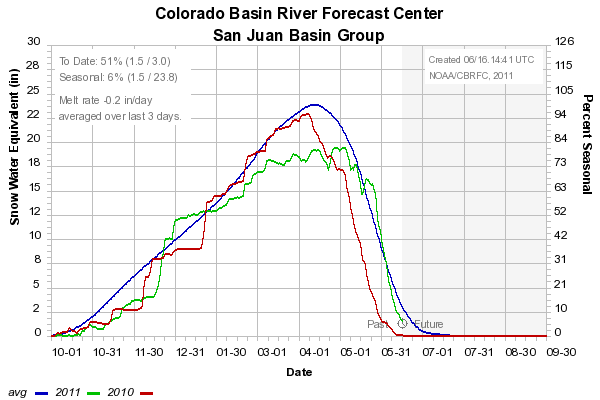 Colorado Basin River Forecast Center
San Juan Basin Group
To Date: 51% (1.5 / 3.0)
Seasonal: 6% (1.5 / 23.8)
Melt rate -0.2 in/day
averaged over last 3 days.
Created 06/16.14:41 UTC
NOAA/CBRFC, 2011
Snow Water Equivalent (in)
30
28
25
22
20
18
15
12
10
8
5
2
0
Percent Seasonal
126
115
105
94
84
73
63
52
42
31
21
10
0
Past Future
10-01 10-31 11-30 12-31 01-30 03-01 04-01 05-01 05-31 07-01 07-31 08-30 09-30
Date
avg 2011 2010